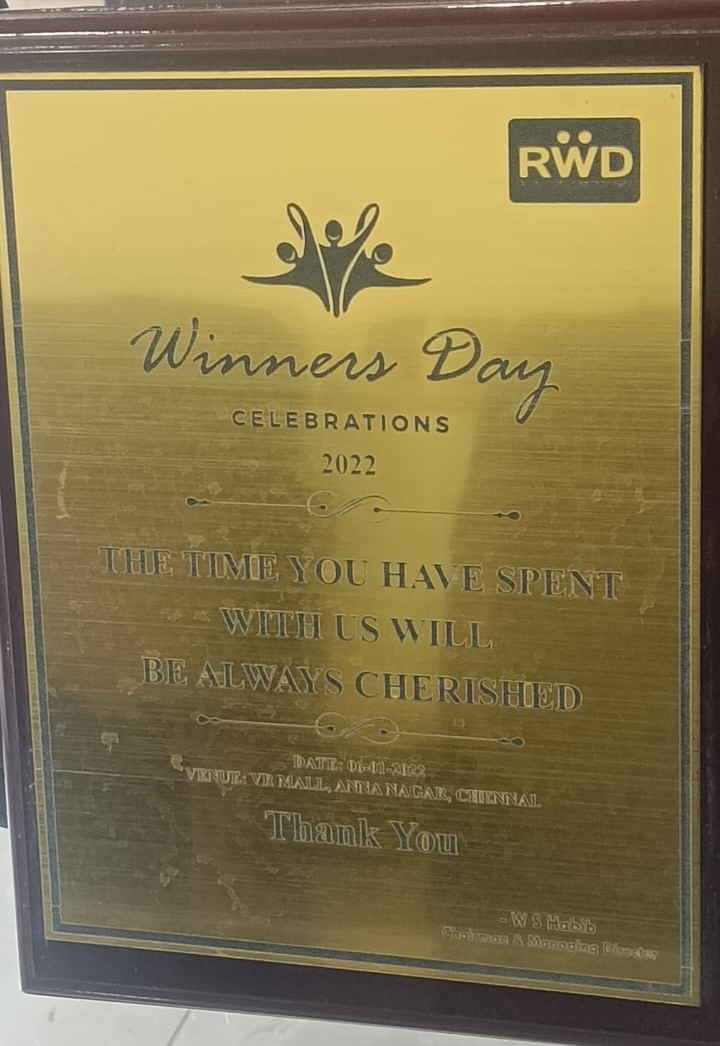 RWD
Winners Day
CELEBRATIONS
2022
THE TIME YOU HAVE SPENT
WITH US WILL
BE ALWAYS CHERISHED
DATE: 06-01-2022
VENUE: VR MALL, ANNA NAGAR, CHENNAI.
Thank You
- W S Habib
Chairman & Managing Director